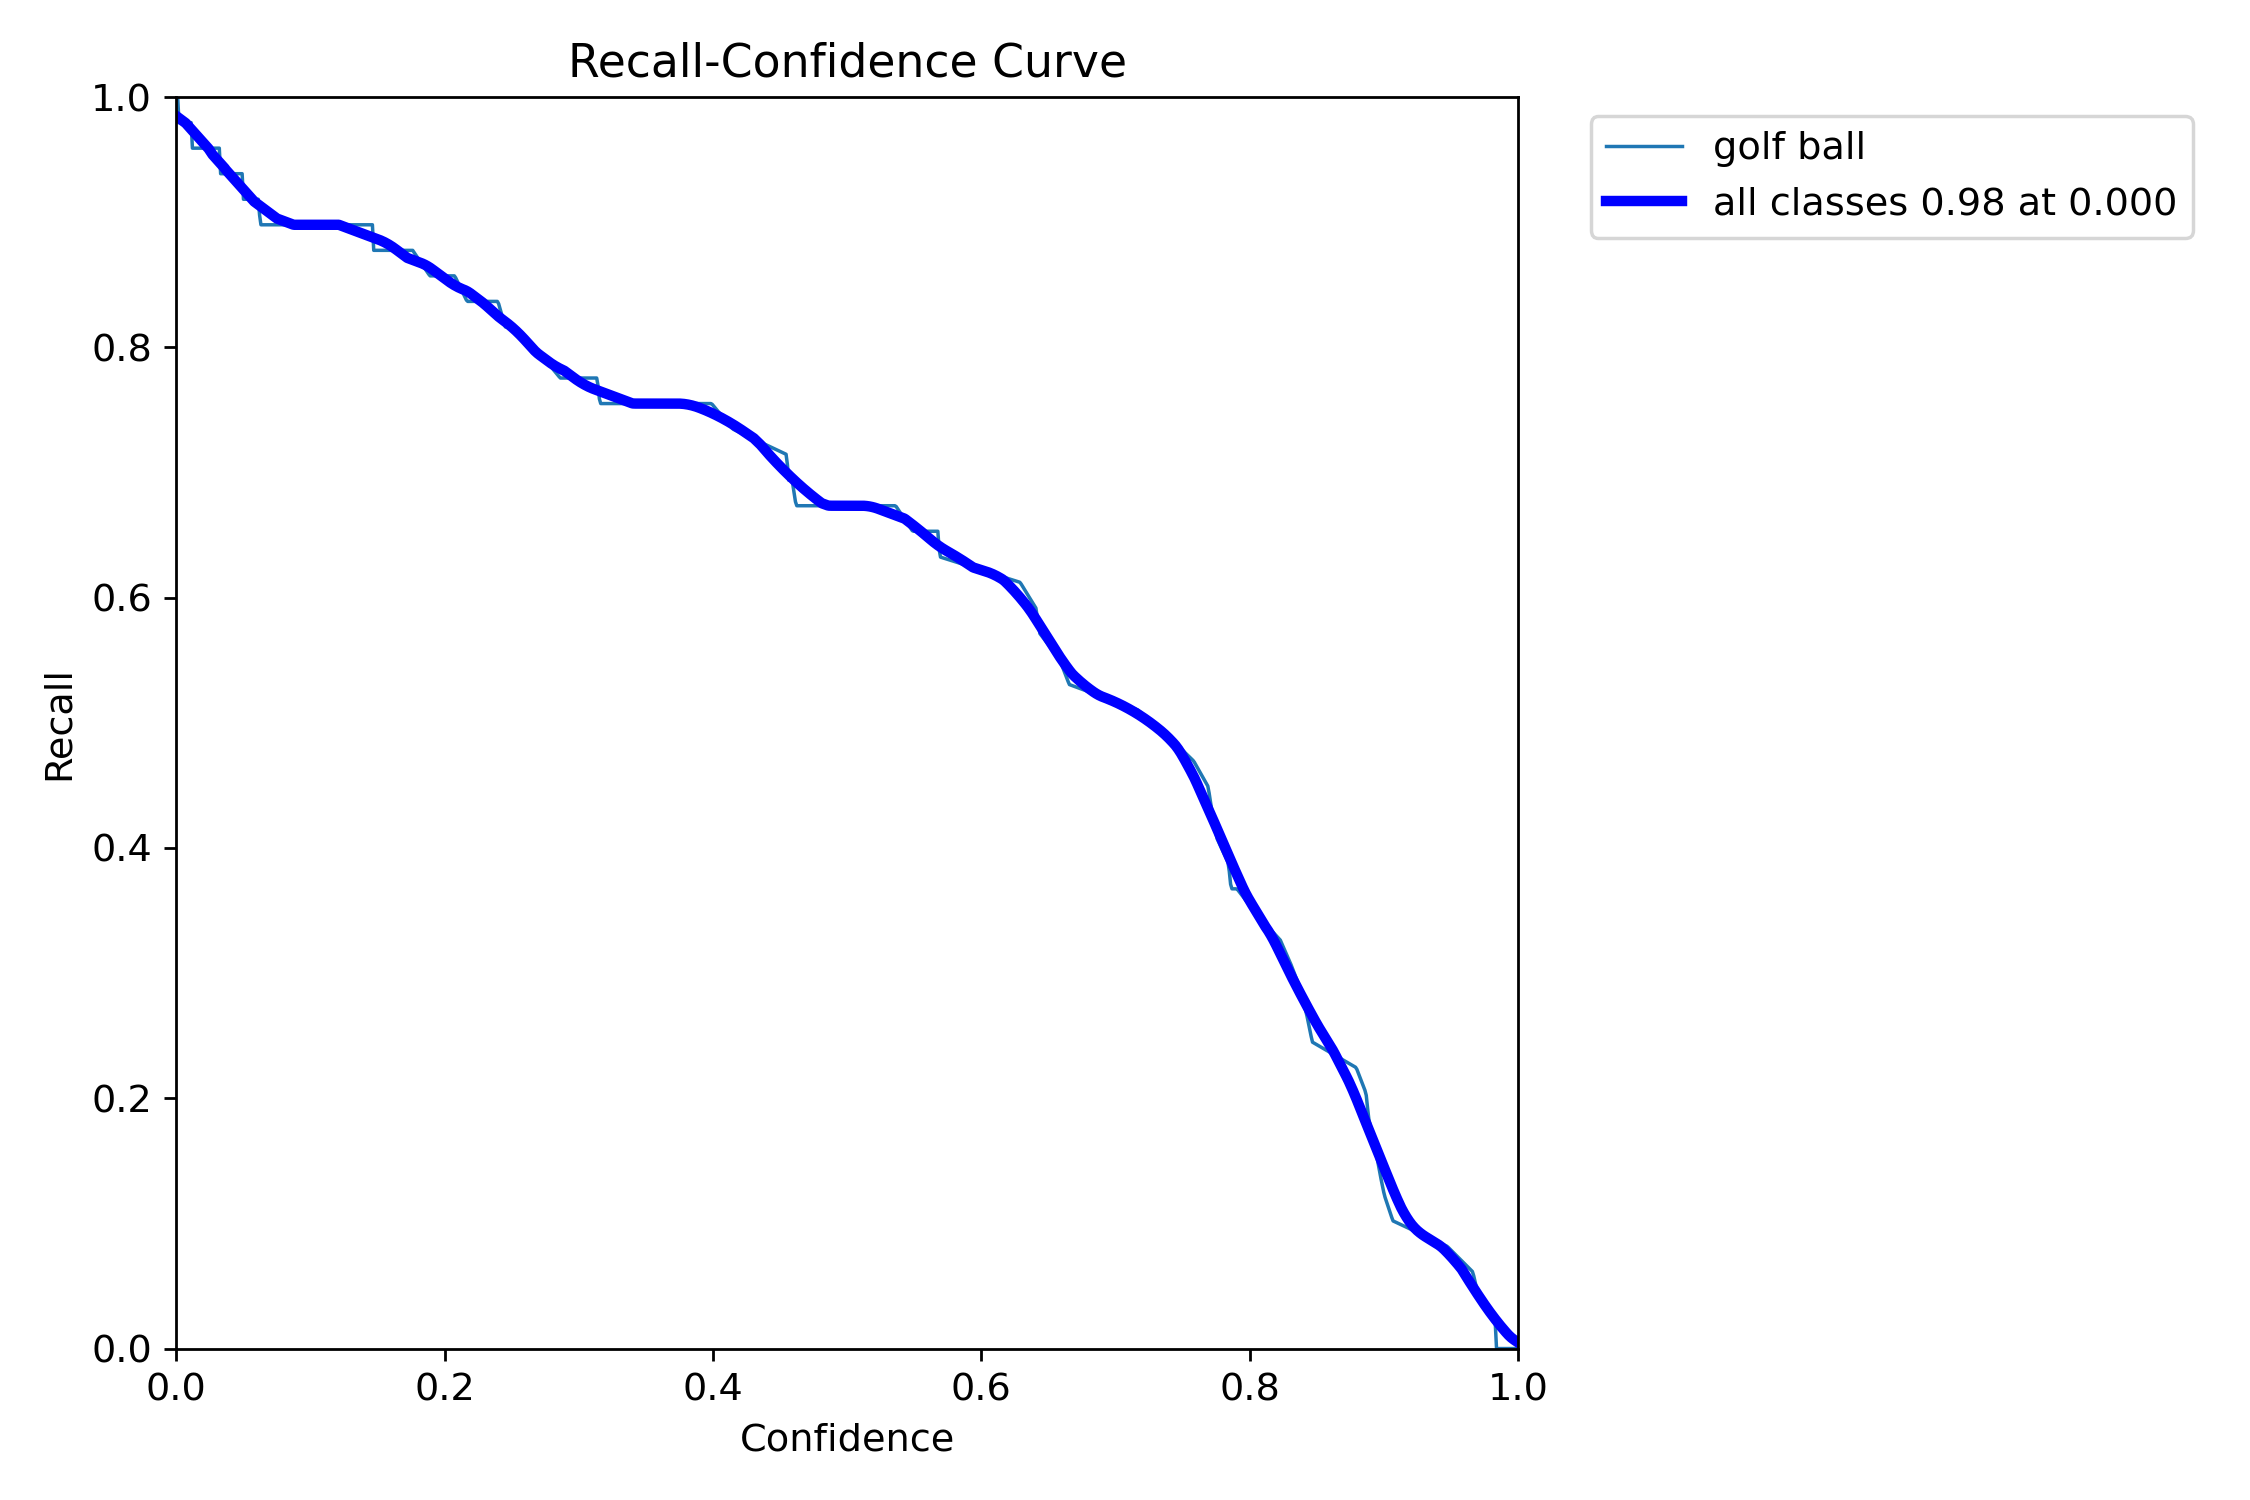 Recall-Confidence Curve
1.0
0.8
0.6
0.4
0.2
0.0
Recall
0.0 0.2 0.4 0.6 0.8 1.0
Confidence
golf ball
all classes 0.98 at 0.000